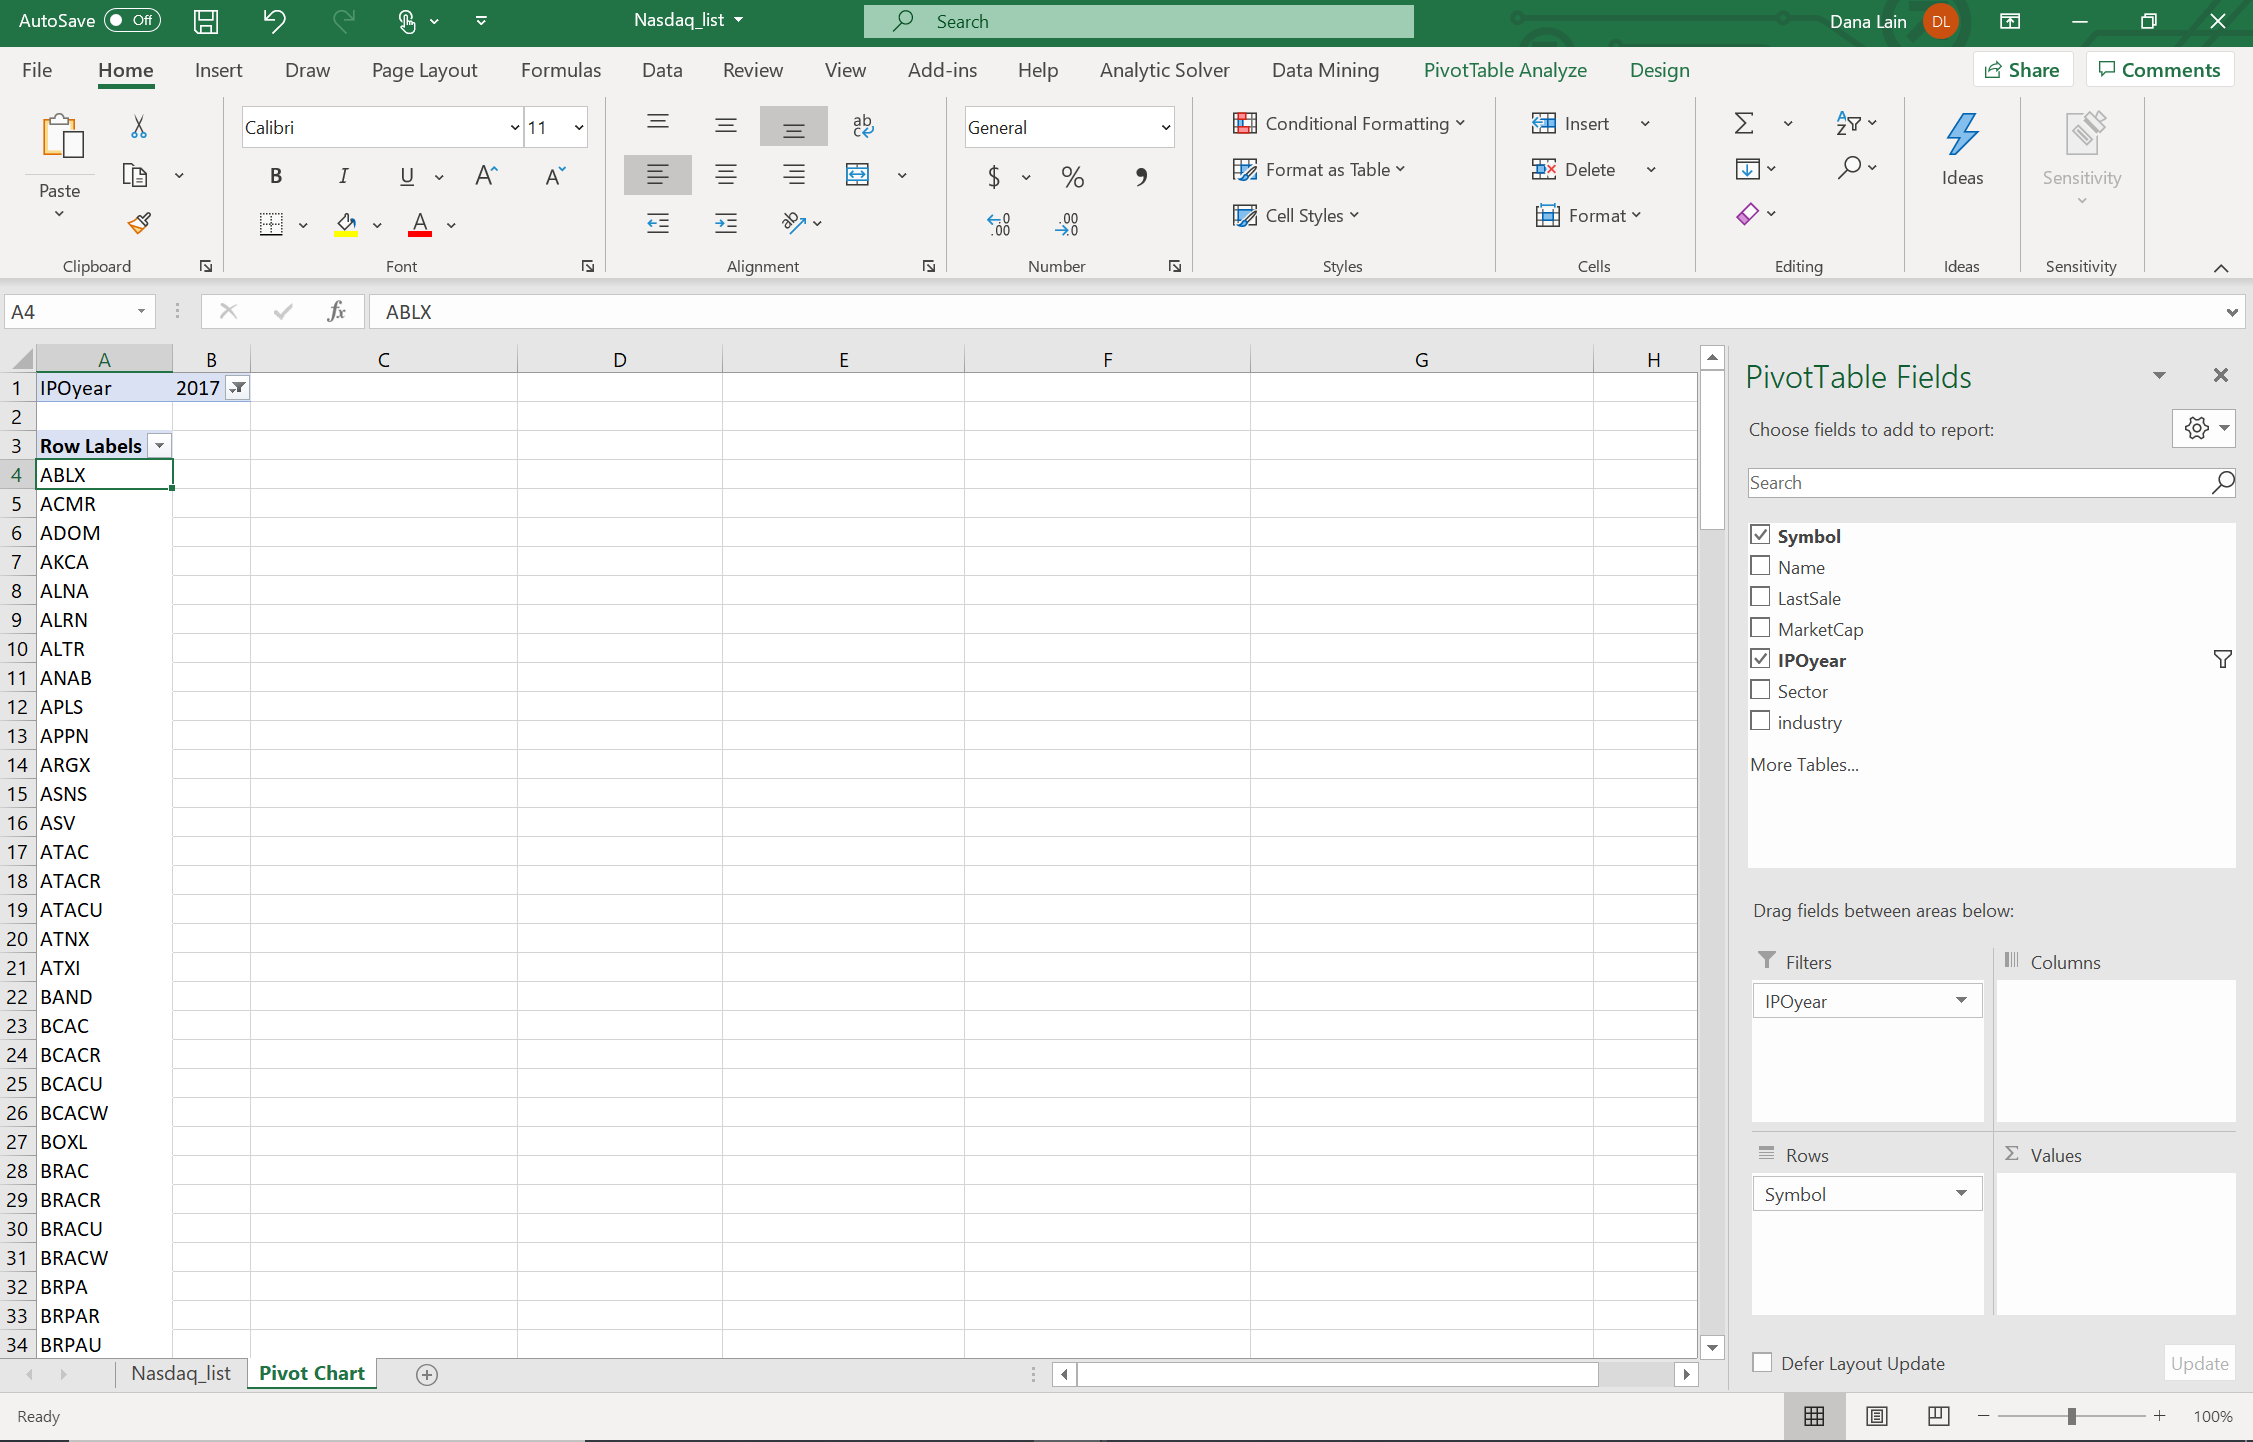 AutoSave Off Nasdaq_list Search Dana Lain DL
File Home Insert Draw Page Layout Formulas Data Review View Add-ins Help Analytic Solver Data Mining PivotTable Analyze Design Share Comments
Paste
Clipboard
Calibri 11
B I U A A
A
Font
ab
c
Alignment
General
$ % ,
.0 .00
.00 .0
Number
Conditional Formatting
Format as Table
Cell Styles
Styles
Insert
Delete
Format
Cells
Σ
A
Z
Editing
Ideas
Ideas
Sensitivity
Sensitivity
A4 fx ABLX
A B C D E F G H
1 IPOyear 2017
2
3 Row Labels
4 ABLX
5 ACMR
6 ADOM
7 AKCA
8 ALNA
9 ALRN
10 ALTR
11 ANAB
12 APLS
13 APPN
14 ARGX
15 ASNS
16 ASV
17 ATAC
18 ATACR
19 ATACU
20 ATNX
21 ATXI
22 BAND
23 BCAC
24 BCACR
25 BCACU
26 BCACW
27 BOXL
28 BRAC
29 BRACR
30 BRACU
31 BRACW
32 BRPA
33 BRPAR
34 BRPAU
PivotTable Fields
Choose fields to add to report:
Search
Symbol
Name
LastSale
MarketCap
IPOyear
Sector
industry
More Tables...
Drag fields between areas below:
Filters
IPOyear
Columns
Rows
Symbol
Σ Values
Defer Layout Update Update
Nasdaq_list Pivot Chart
Ready 100%